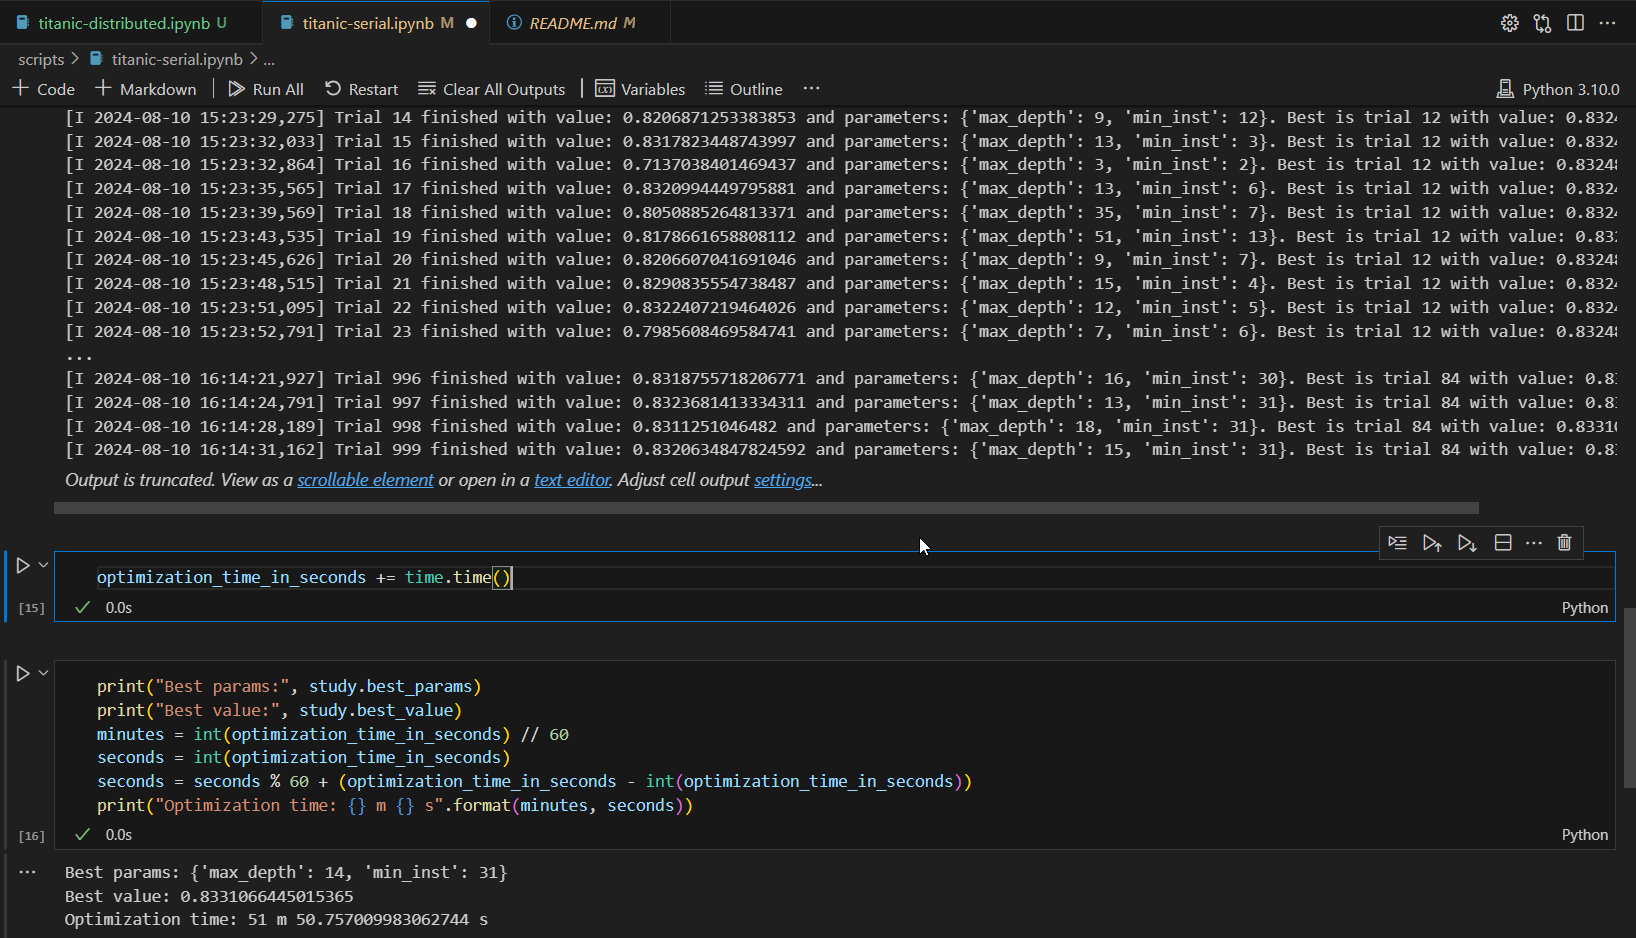 titanic-distributed.ipynb U
titanic-serial.ipynb M
README.md M
scripts > titanic-serial.ipynb > ...
+ Code + Markdown | Run All Restart Clear All Outputs | Variables Outline ...
Python 3.10.0
[I 2024-08-10 15:23:29,275] Trial 14 finished with value: 0.8206871253383853 and parameters: {'max_depth': 9, 'min_inst': 12}. Best is trial 12 with value: 0.8324
[I 2024-08-10 15:23:32,033] Trial 15 finished with value: 0.8317823448743997 and parameters: {'max_depth': 13, 'min_inst': 3}. Best is trial 12 with value: 0.8324
[I 2024-08-10 15:23:32,864] Trial 16 finished with value: 0.7137038401469437 and parameters: {'max_depth': 3, 'min_inst': 2}. Best is trial 12 with value: 0.83248
[I 2024-08-10 15:23:35,565] Trial 17 finished with value: 0.8320994449795881 and parameters: {'max_depth': 13, 'min_inst': 6}. Best is trial 12 with value: 0.8324
[I 2024-08-10 15:23:39,569] Trial 18 finished with value: 0.8050885264813371 and parameters: {'max_depth': 35, 'min_inst': 7}. Best is trial 12 with value: 0.8324
[I 2024-08-10 15:23:43,535] Trial 19 finished with value: 0.8178661658808112 and parameters: {'max_depth': 51, 'min_inst': 13}. Best is trial 12 with value: 0.832
[I 2024-08-10 15:23:45,626] Trial 20 finished with value: 0.8206607041691046 and parameters: {'max_depth': 9, 'min_inst': 7}. Best is trial 12 with value: 0.83248
[I 2024-08-10 15:23:48,515] Trial 21 finished with value: 0.8290835554738487 and parameters: {'max_depth': 15, 'min_inst': 4}. Best is trial 12 with value: 0.8324
[I 2024-08-10 15:23:51,095] Trial 22 finished with value: 0.8322407219464026 and parameters: {'max_depth': 12, 'min_inst': 5}. Best is trial 12 with value: 0.8324
[I 2024-08-10 15:23:52,791] Trial 23 finished with value: 0.7985608469584741 and parameters: {'max_depth': 7, 'min_inst': 6}. Best is trial 12 with value: 0.83248
...
[I 2024-08-10 16:14:21,927] Trial 996 finished with value: 0.8318755718206771 and parameters: {'max_depth': 16, 'min_inst': 30}. Best is trial 84 with value: 0.83
[I 2024-08-10 16:14:24,791] Trial 997 finished with value: 0.8323681413334311 and parameters: {'max_depth': 13, 'min_inst': 31}. Best is trial 84 with value: 0.83
[I 2024-08-10 16:14:28,189] Trial 998 finished with value: 0.8311251046482 and parameters: {'max_depth': 18, 'min_inst': 31}. Best is trial 84 with value: 0.8331
[I 2024-08-10 16:14:31,162] Trial 999 finished with value: 0.8320634847824592 and parameters: {'max_depth': 15, 'min_inst': 31}. Best is trial 84 with value: 0.83
Output is truncated. View as a scrollable element or open in a text editor. Adjust cell output settings...
optimization_time_in_seconds += time.time()
[15] 0.0s Python
print("Best params:", study.best_params)
print("Best value:", study.best_value)
minutes = int(optimization_time_in_seconds) // 60
seconds = int(optimization_time_in_seconds)
seconds = seconds % 60 + (optimization_time_in_seconds - int(optimization_time_in_seconds))
print("Optimization time: {} m {} s".format(minutes, seconds))
[16] 0.0s Python
... Best params: {'max_depth': 14, 'min_inst': 31}
Best value: 0.8331066445015365
Optimization time: 51 m 50.757009983062744 s